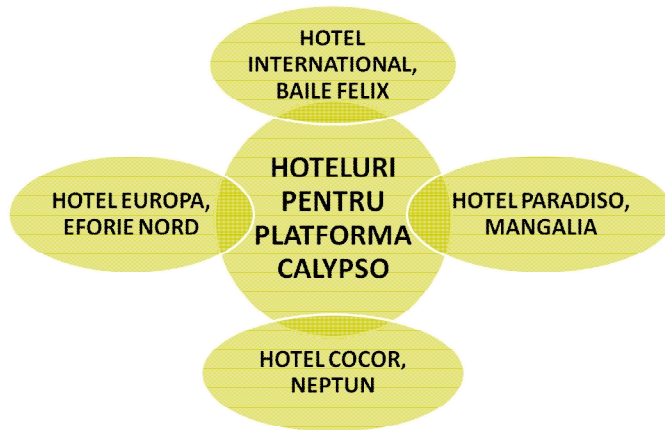 HOTEL
INTERNATIONAL,
BAILE FELIX
HOTEL EUROPA,
EFORIE NORD
HOTELURI
PENTRU
PLATFORMA
CALYPSO
HOTEL PARADISO,
MANGALIA
HOTEL COCOR,
NEPTUN